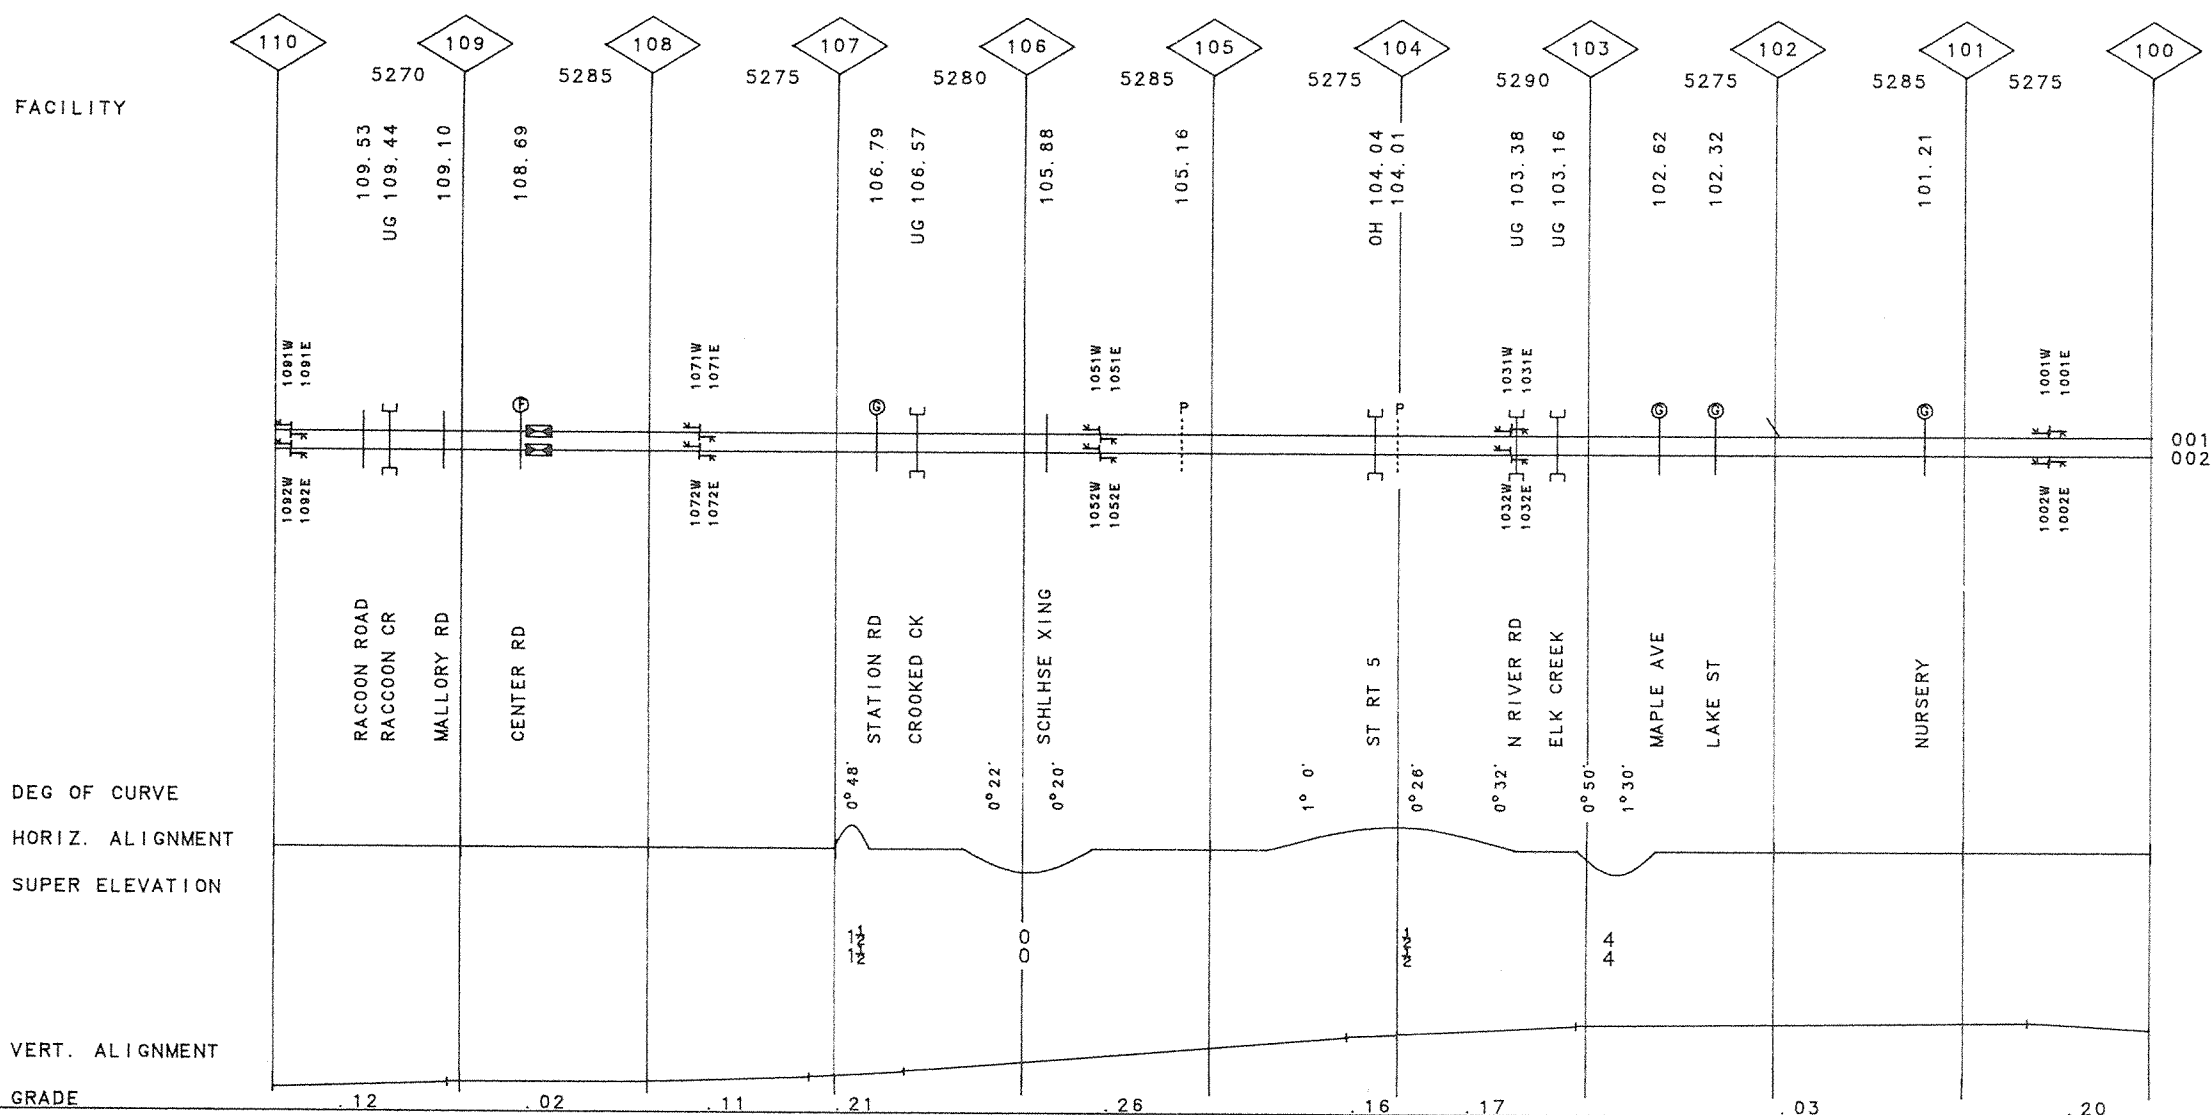 110 109 108 107 106 105 104 103 102 101 100
5270 5285 5275 5280 5285 5275 5290 5275 5285 5275
FACILITY
109.53
UG 109.44
109.10
108.69
106.79
UG 106.57
105.88
105.16
OH 104.04
104.01
UG 103.38
UG 103.16
102.62
102.32
101.21
1091W
1091E
1071W
1071E
1051W
1051E
1031W
1031E
1001W
1001E
F
G
P
P
G
G
G
001
002
1092W
1092E
1072W
1072E
1052W
1052E
1032W
1032E
1002W
1002E
RACOON ROAD
RACCOON CR
MALLORY RD
CENTER RD
STATION RD
CROOKED CK
SCHLHSE XING
ST RT 5
N RIVER RD
ELK CREEK
MAPLE AVE
LAKE ST
NURSERY
DEG OF CURVE
0° 48'
0° 22'
0° 20'
1° 0'
0° 26'
0° 32'
0° 50'
1° 30'
HORIZ. ALIGNMENT
SUPER ELEVATION
0 4
0 4
VERT. ALIGNMENT
GRADE .12 .02 .11 .21 .26 .16 .17 .03 .20